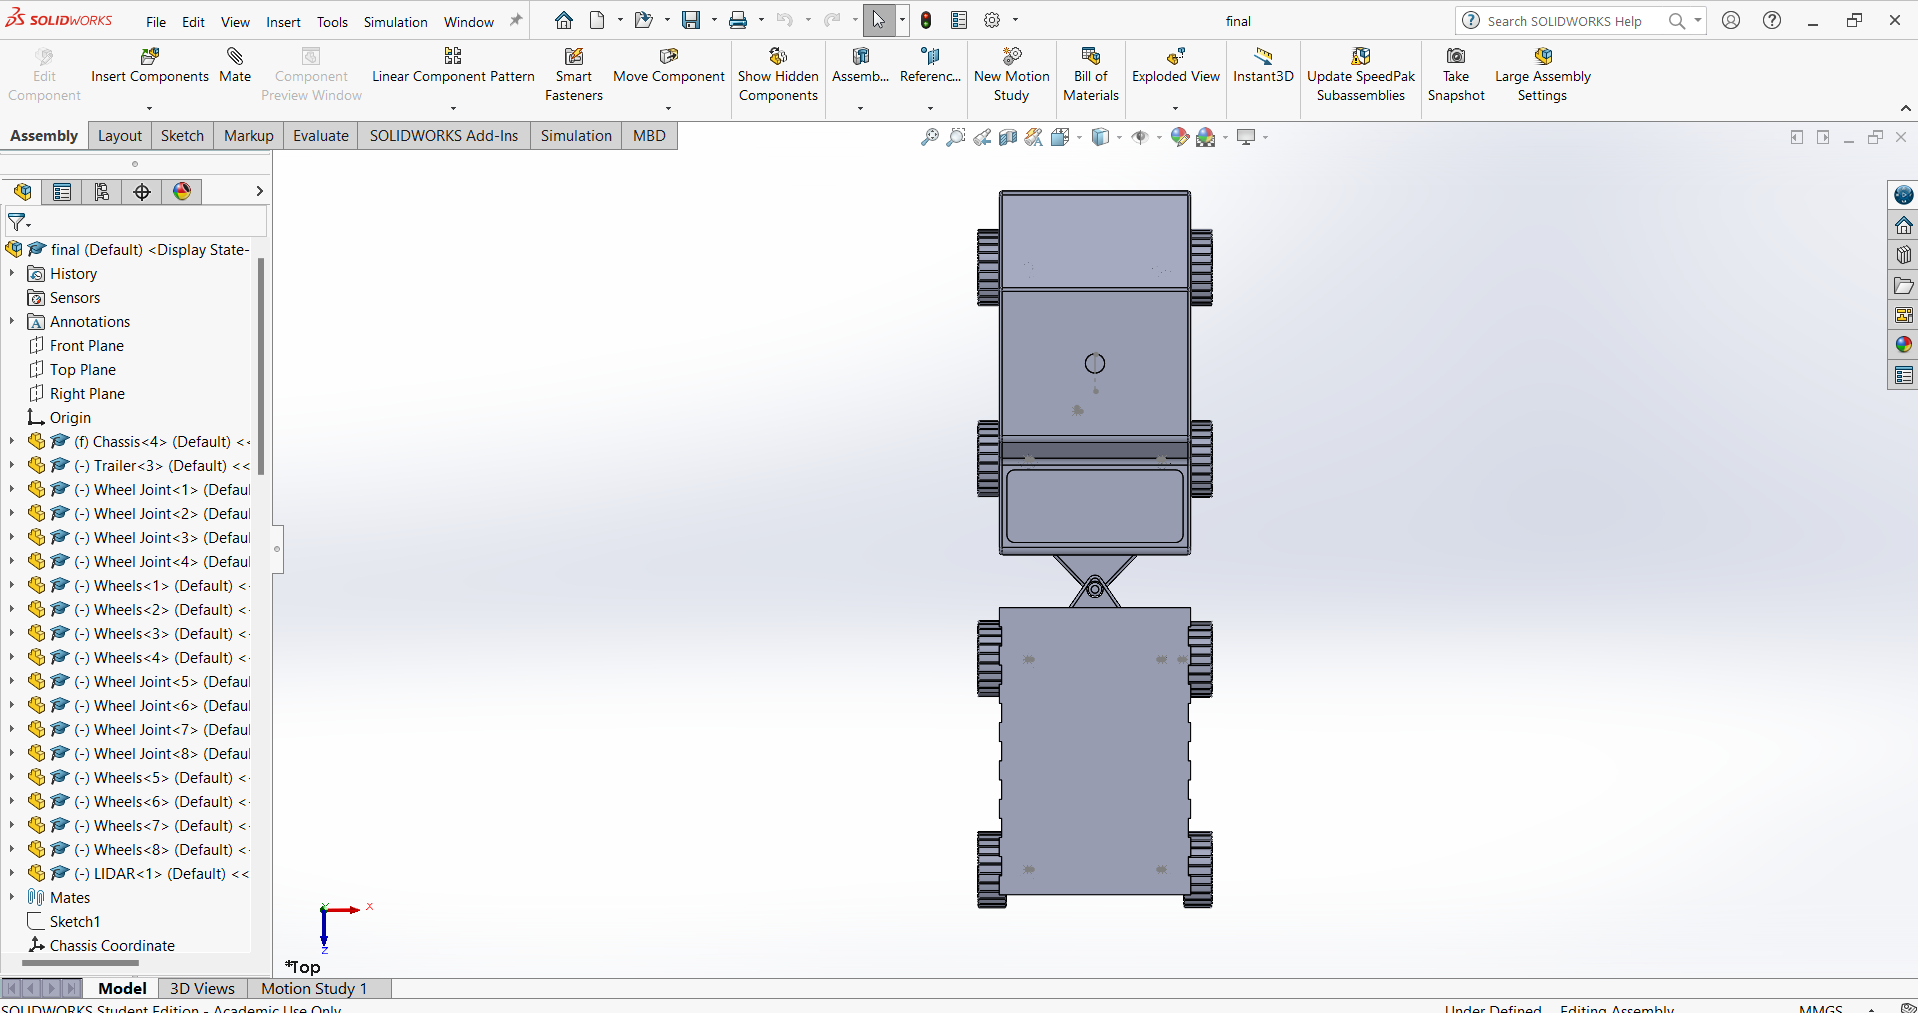 SOLIDWORKS File Edit View Insert Tools Simulation Window final Search SOLIDWORKS Help
Edit Component
Insert Components
Mate
Component Preview Window
Linear Component Pattern
Smart Fasteners
Move Component
Show Hidden Components
Assemb...
Referenc...
New Motion Study
Bill of Materials
Exploded View
Instant3D
Update SpeedPak Subassemblies
Take Snapshot
Large Assembly Settings
Assembly Layout Sketch Markup Evaluate SOLIDWORKS Add-Ins Simulation MBD
final (Default) <Display State-
History
Sensors
Annotations
Front Plane
Top Plane
Right Plane
Origin
(f) Chassis<4> (Default) <<
(-) Trailer<3> (Default) <<
(-) Wheel Joint<1> (Defaul
(-) Wheel Joint<2> (Defaul
(-) Wheel Joint<3> (Defaul
(-) Wheel Joint<4> (Defaul
(-) Wheels<1> (Default) <
(-) Wheels<2> (Default) <
(-) Wheels<3> (Default) <
(-) Wheels<4> (Default) <
(-) Wheel Joint<5> (Defaul
(-) Wheel Joint<6> (Defaul
(-) Wheel Joint<7> (Defaul
(-) Wheel Joint<8> (Defaul
(-) Wheels<5> (Default) <
(-) Wheels<6> (Default) <
(-) Wheels<7> (Default) <
(-) Wheels<8> (Default) <
(-) LIDAR<1> (Default) <<
Mates
Sketch1
Chassis Coordinate
Y
X
Z
*Top
Model 3D Views Motion Study 1
SOLIDWORKS Student Edition - Academic Use Only Under Defined Editing Assembly MMGS